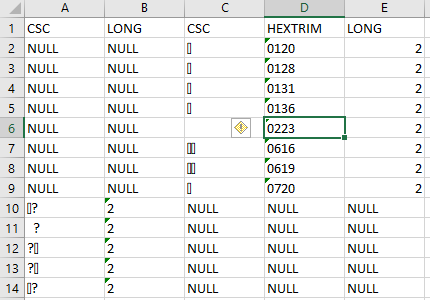 A B C D E
1 CSC LONG CSC HEXTRIM LONG
2 NULL NULL ▯ 0120 2
3 NULL NULL ▯ 0128 2
4 NULL NULL ▯ 0131 2
5 NULL NULL ▯ 0136 2
6 NULL NULL 0223 2
7 NULL NULL ▯▯ 0616 2
8 NULL NULL ▯▯ 0619 2
9 NULL NULL ▯ 0720 2
10 ▯? 2 NULL NULL NULL
11 ? 2 NULL NULL NULL
12 ?▯ 2 NULL NULL NULL
13 ?▯ 2 NULL NULL NULL
14 ▯? 2 NULL NULL NULL